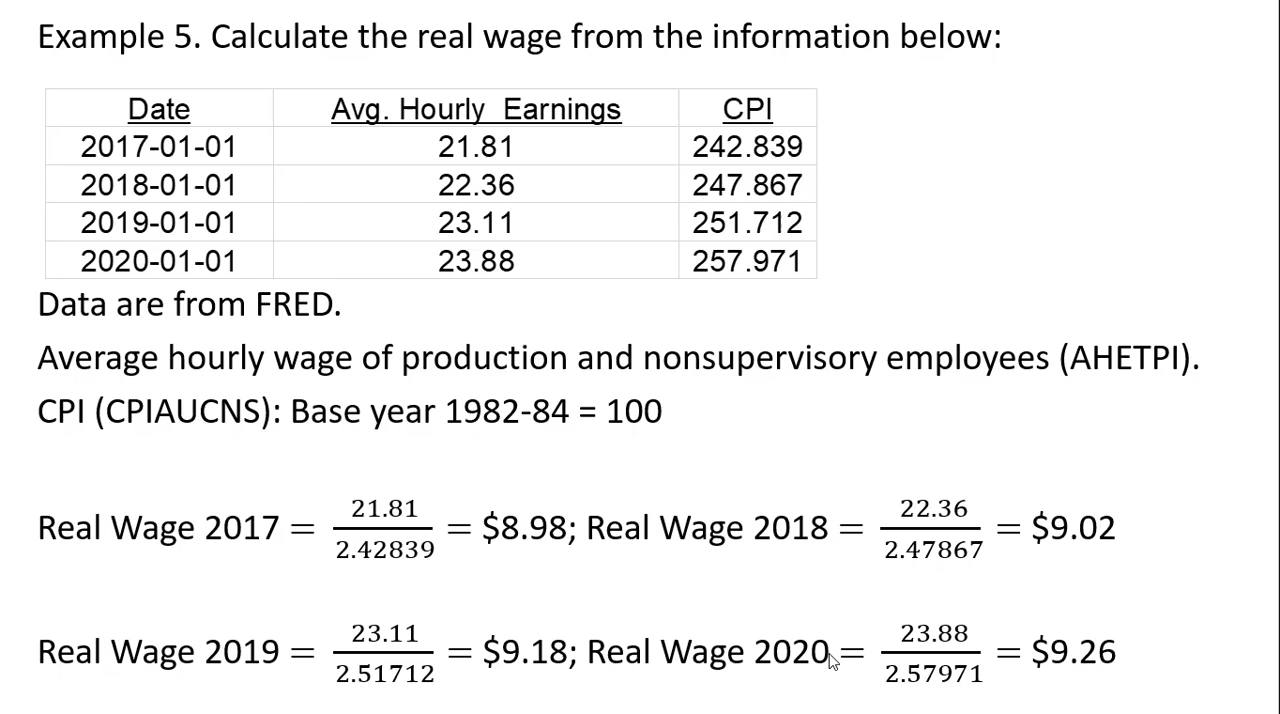 Example 5. Calculate the real wage from the information below:
Date Avg. Hourly Earnings CPI
2017-01-01 21.81 242.839
2018-01-01 22.36 247.867
2019-01-01 23.11 251.712
2020-01-01 23.88 257.971
Data are from FRED.
Average hourly wage of production and nonsupervisory employees (AHETPI).
CPI (CPIAUCNS): Base year 1982-84 = 100
Real Wage 2017 = 21.81/2.42839 = $8.98; Real Wage 2018 = 22.36/2.47867 = $9.02
Real Wage 2019 = 23.11/2.51712 = $9.18; Real Wage 2020 = 23.88/2.57971 = $9.26